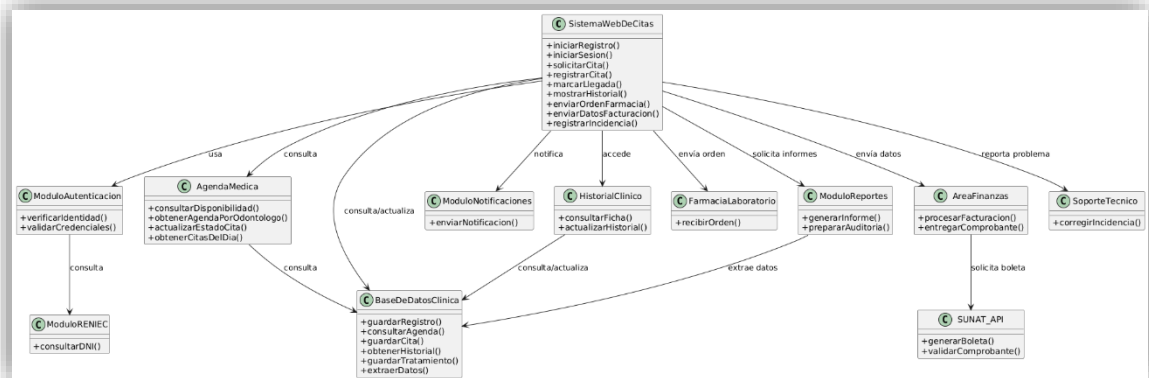 C SistemaWebDeCitas
+iniciarRegistro()
+iniciarSesion()
+solicitarCita()
+registrarCita()
+marcarLlegada()
+mostrarHistorial()
+enviarOrdenFarmacia()
+enviarDatosFacturacion()
+registrarIncidencia()
usa
consulta
consulta/actualiza
notifica
accede
envía orden
solicita informes
envía datos
reporta problema
C ModuloAutenticacion
+verificarIdentidad()
+validarCredenciales()
C AgendaMedica
+consultarDisponibilidad()
+obtenerAgendaPorOdontologo()
+actualizarEstadoCita()
+obtenerCitasDelDia()
C ModuloNotificaciones
+enviarNotificacion()
C HistorialClinico
+consultarFicha()
+actualizarHistorial()
C FarmaciaLaboratorio
+recibirOrden()
C ModuloReportes
+generarInforme()
+prepararAuditoria()
C AreaFinanzas
+procesarFacturacion()
+entregarComprobante()
C SoporteTecnico
+corregirIncidencia()
consulta
consulta
consulta/actualiza
extrae datos
solicita boleta
C ModuloRENIEC
+consultarDNI()
C BaseDeDatosClinica
+guardarRegistro()
+consultarAgenda()
+guardarCita()
+obtenerHistorial()
+guardarTratamiento()
+extraerDatos()
C SUNAT_API
+generarBoleta()
+validarComprobante()